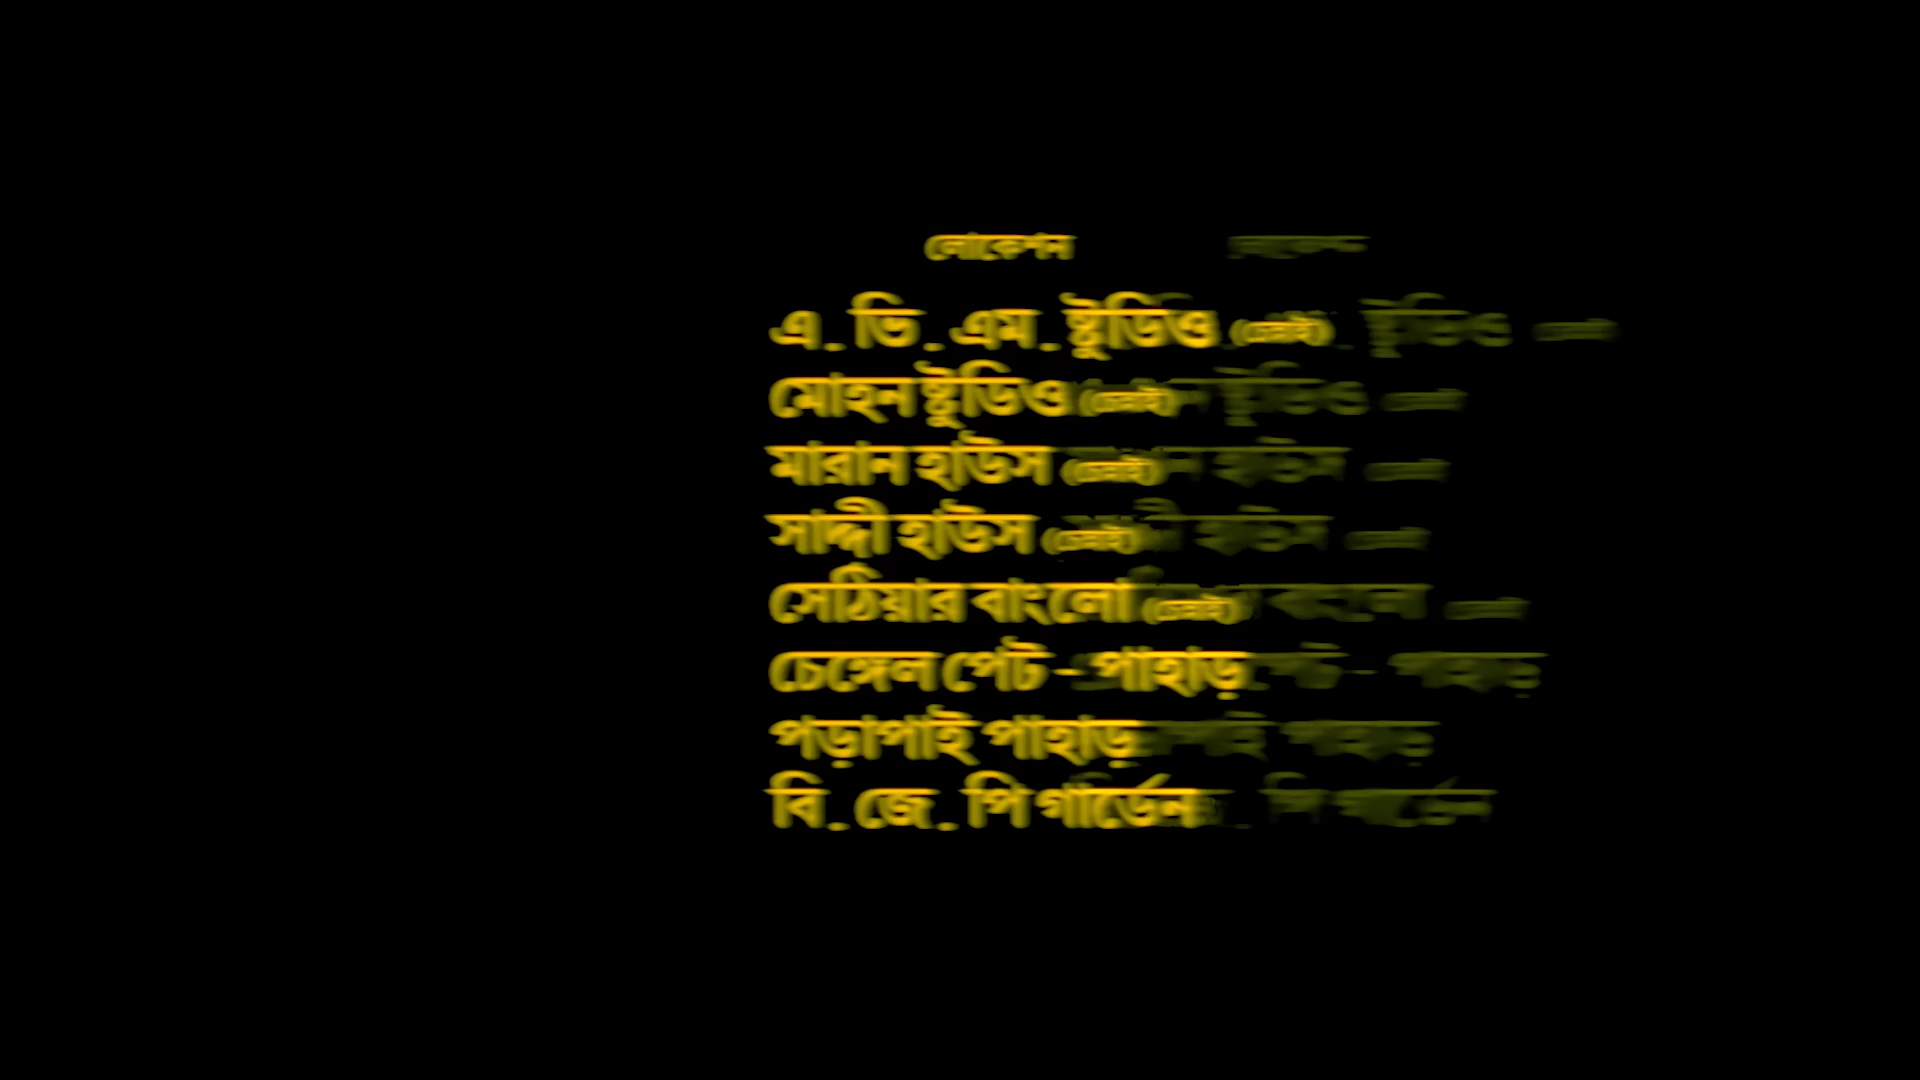 লোকেশন
এ. ভি. এম. ষ্টুডিও (চেন্নাই)
মোহন ষ্টুডিও (চেন্নাই)
মারান হাউস (চেন্নাই)
সাদ্দী হাউস (চেন্নাই)
সেঠিয়ার বাংলো (চেন্নাই)
চেঙ্গেল পেট - পাহাড়
পড়াপাই পাহাড়
বি. জে. পি গার্ডেন